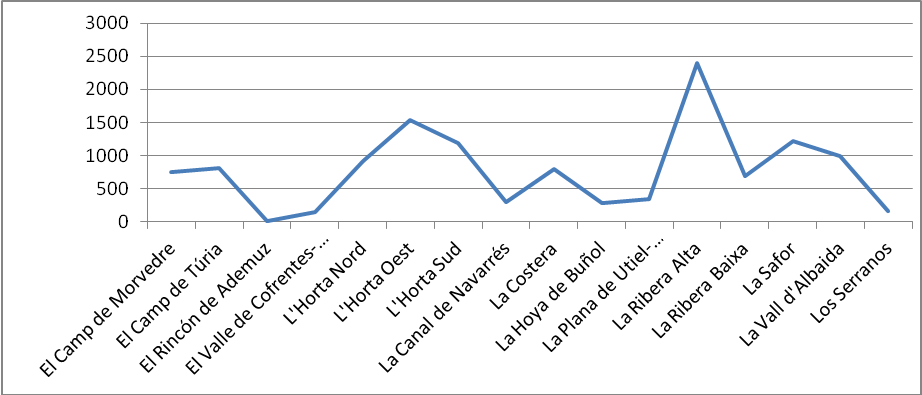 3000
2500
2000
1500
1000
500
0
El Camp de Morvedre
El Camp de Túria
El Rincón de Ademuz
El Valle de Cofrentes-...
L'Horta Nord
L'Horta Oest
L'Horta Sud
La Canal de Navarrés
La Costera
La Hoya de Buñol
La Plana de Utiel-...
La Ribera Alta
La Ribera Baixa
La Safor
La Vall d'Albaida
Los Serranos